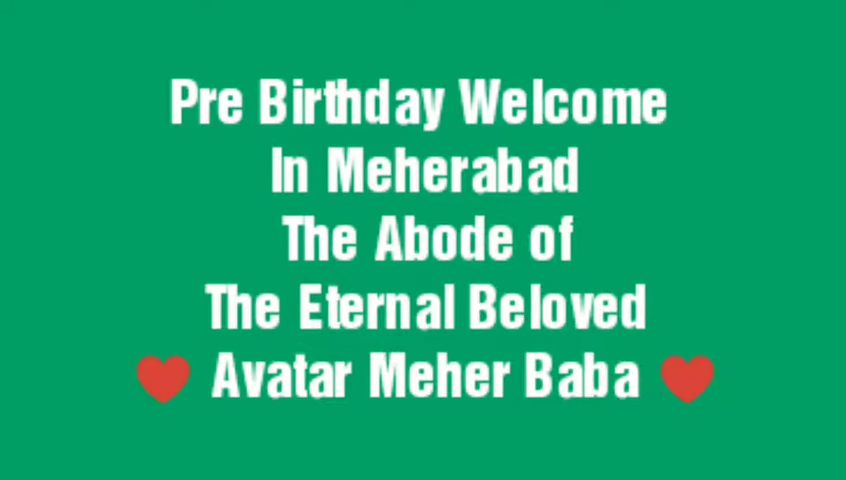 Pre Birthday Welcome
In Meherabad
The Abode of
The Eternal Beloved
❤️ Avatar Meher Baba ❤️